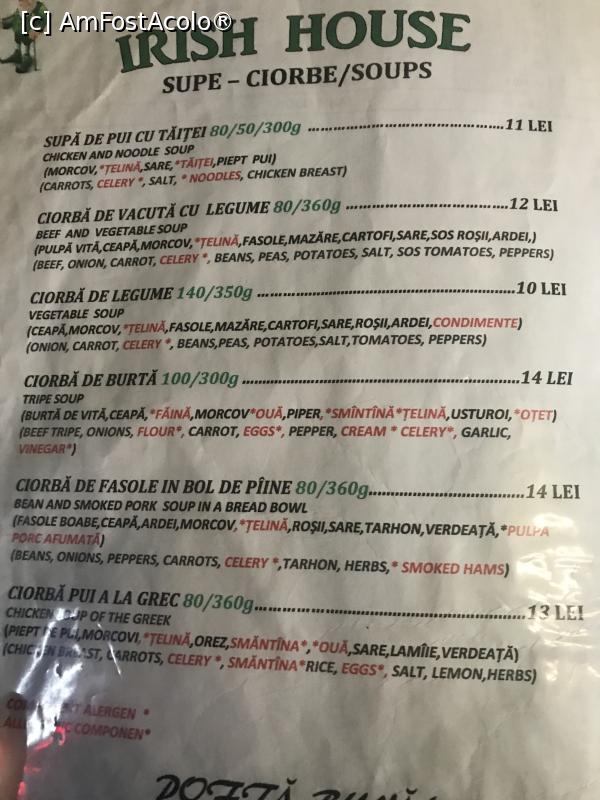 [c] AmFostAcolo®
IRISH HOUSE
SUPE – CIORBE/SOUPS
SUPĂ DE PUI CU TĂIȚEI 80/50/300g ................................................11 LEI
CHICKEN AND NOODLE SOUP
(MORCOV,*ȚELINĂ,SARE,*TĂIȚEI,PIEPT PUI)
(CARROTS, CELERY *, SALT, * NOODLES, CHICKEN BREAST)
CIORBĂ DE VACUTĂ CU LEGUME 80/360g ........................................12 LEI
BEEF AND VEGETABLE SOUP
(PULPĂ VITĂ,CEAPĂ,MORCOV,*ȚELINĂ,FASOLE,MAZĂRE,CARTOFI,SARE,SOS ROȘII,ARDEI,)
(BEEF, ONION, CARROT, CELERY *, BEANS, PEAS, POTATOES, SALT, SOS TOMATOES, PEPPERS)
CIORBĂ DE LEGUME 140/350g .....................................................10 LEI
VEGETABLE SOUP
(CEAPĂ,MORCOV,*ȚELINĂ,FASOLE,MAZĂRE,CARTOFI,SARE,ROȘII,ARDEI,CONDIMENTE)
(ONION, CARROT, CELERY *, BEANS,PEAS, POTATOES,SALT,TOMATOES, PEPPERS)
CIORBĂ DE BURTĂ 100/300g ..........................................................14 LEI
TRIPE SOUP
(BURTĂ DE VITĂ,CEAPĂ,*FĂINĂ,MORCOV*OUĂ,PIPER,*SMÎNTÎNĂ*ȚELINĂ,USTUROI,*OȚET)
(BEEF TRIPE, ONIONS, FLOUR*, CARROT, EGGS*, PEPPER, CREAM * CELERY*, GARLIC,
VINEGAR*)
CIORBĂ DE FASOLE IN BOL DE PÎINE 80/360g.................................14 LEI
BEAN AND SMOKED PORK SOUP IN A BREAD BOWL
(FASOLE BOABE,CEAPĂ,ARDEI,MORCOV,*ȚELINĂ,ROȘII,SARE,TARHON,VERDEAȚĂ,*PULPA
PORC AFUMATĂ)
(BEANS, ONIONS, PEPPERS, CARROTS, CELERY *,TARHON, HERBS,* SMOKED HAMS)
CIORBĂ PUI A LA GREC 80/360g..........................................................13 LEI
CHICKEN SOUP OF THE GREEK
(PIEPT DE PUI,MORCOVI,*ȚELINĂ,OREZ,SMĂNTÎNA*,*OUĂ,SARE,LAMÎIE,VERDEAȚĂ)
(CHICKEN BREAST, CARROTS, CELERY *, SMĂNTÎNA*RICE, EGGS*, SALT, LEMON,HERBS)
ALERGEN *
COMPONEN*
POFTĂ